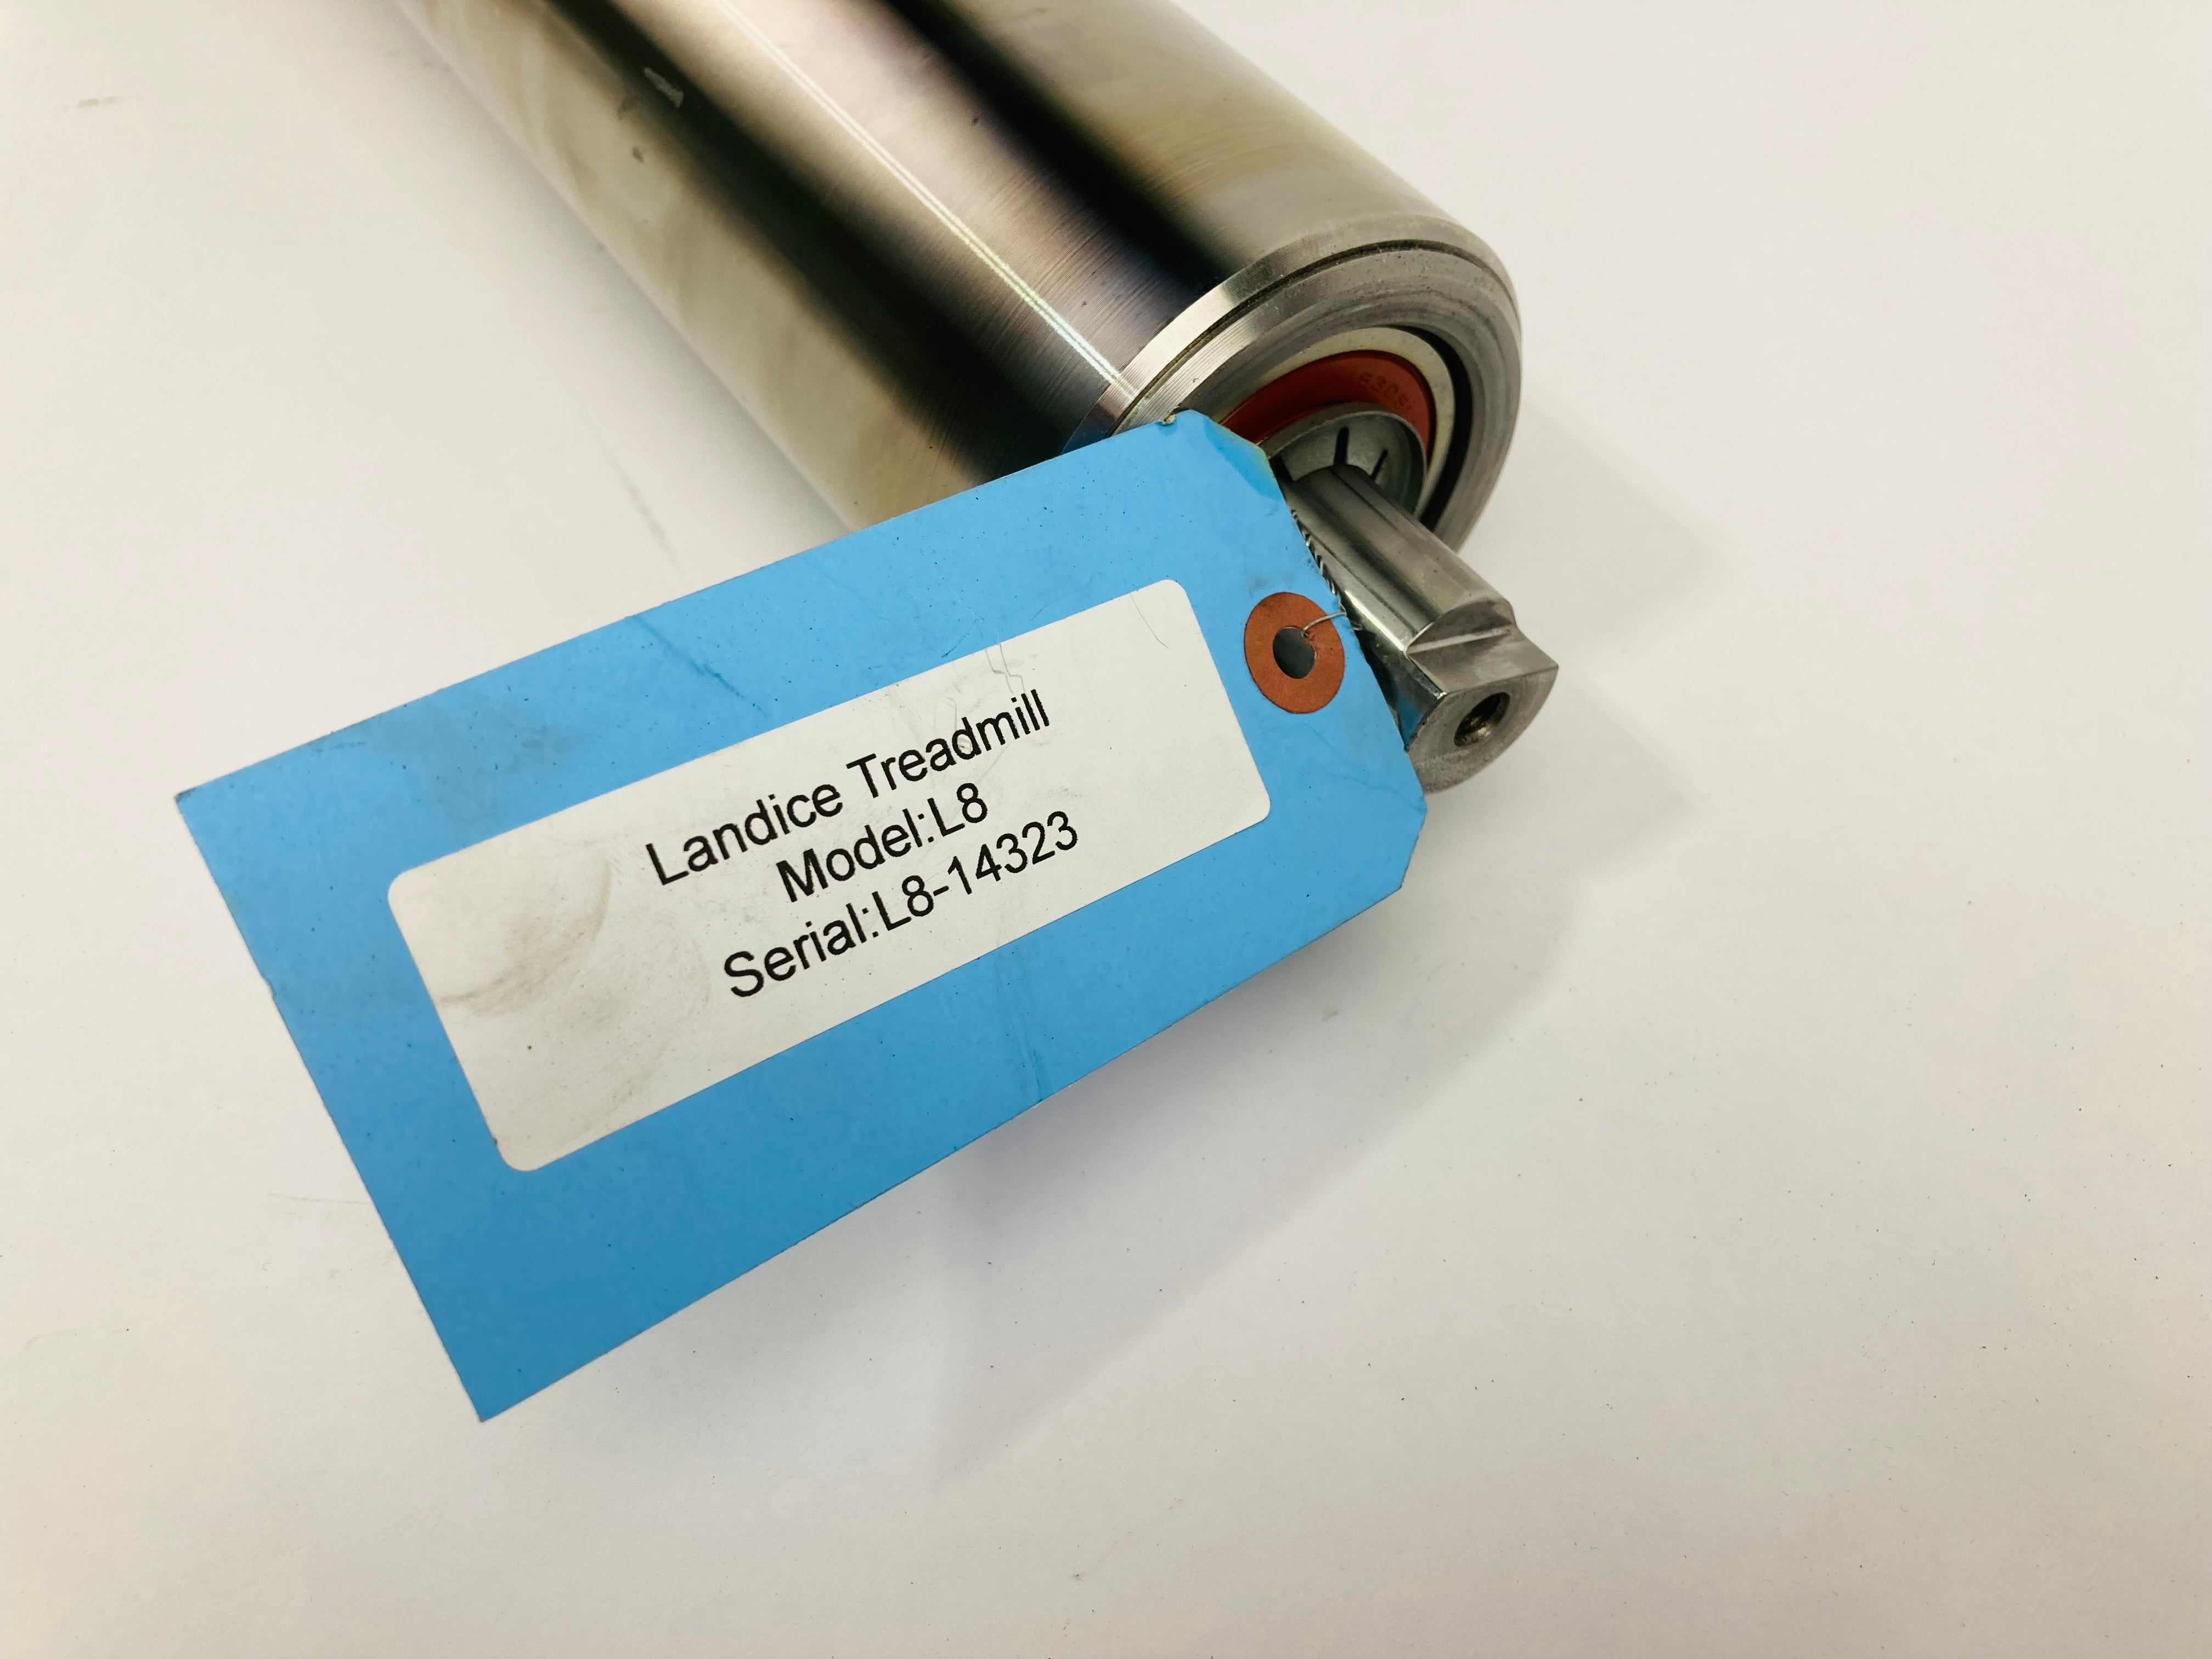 Landice Treadmill
Model:L8
Serial:L8-14323